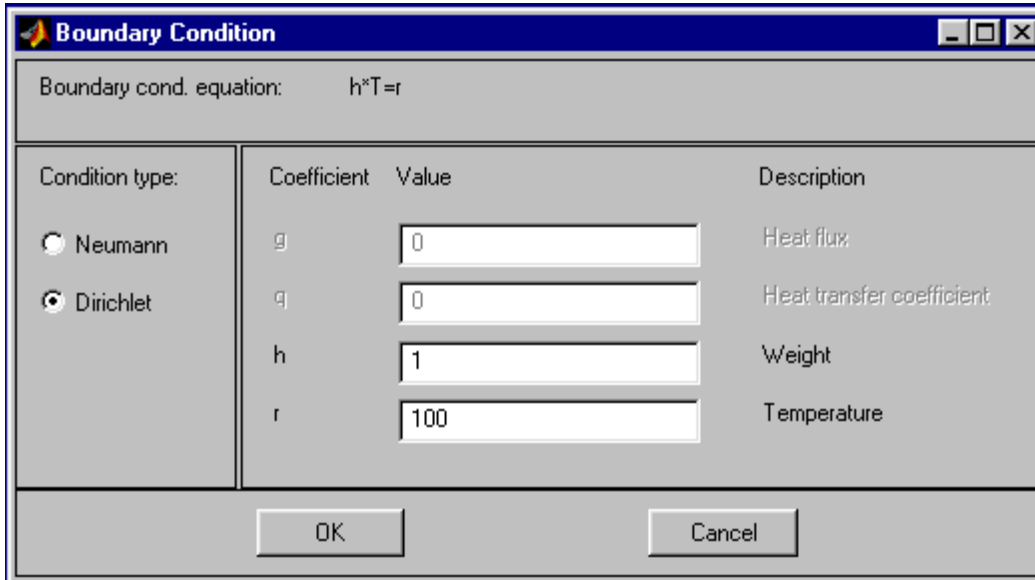 Boundary Condition
Boundary cond. equation: h*T=r
Condition type:
Neumann
Dirichlet
Coefficient Value Description
g 0 Heat flux
q 0 Heat transfer coefficient
h 1 Weight
r 100 Temperature
OK Cancel